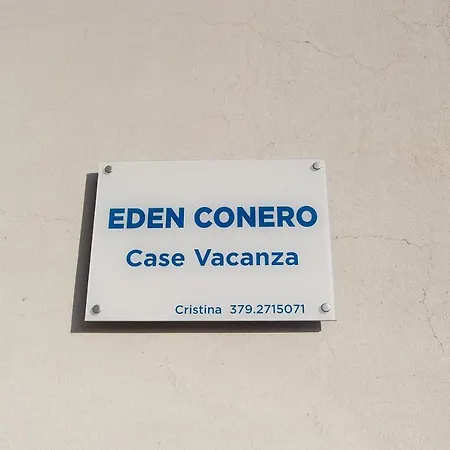 EDEN CONERO
Case Vacanza
Cristina 379.2715071